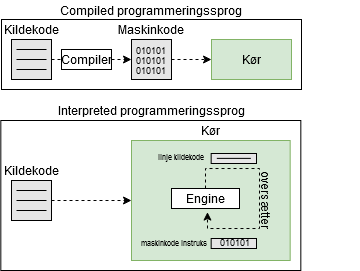 Compiled programmeringssprog
Kildekode
Maskinkode
Compiler
010101
010101
010101
Kør
Interpreted programmeringssprog
Kør
Kildekode
linje kildekode
Engine
oversætter
maskinkode instruks
010101